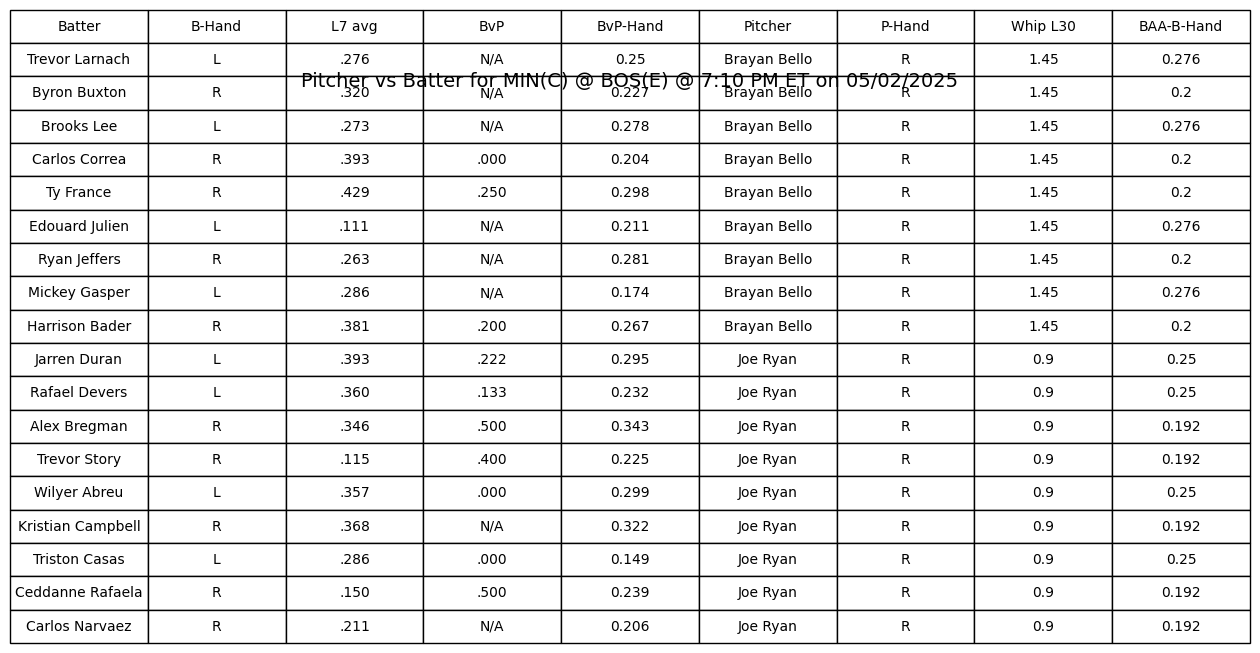 Batter B-Hand L7 avg BvP BvP-Hand Pitcher P-Hand Whip L30 BAA-B-Hand
Trevor Larnach L .276 N/A 0.25 Brayan Bello R 1.45 0.276
Pitcher vs Batter for MIN(C) @ BOS(E) @ 7:10 PM ET on 05/02/2025
Byron Buxton R .320 N/A 0.227 Brayan Bello R 1.45 0.2
Brooks Lee L .273 N/A 0.278 Brayan Bello R 1.45 0.276
Carlos Correa R .393 .000 0.204 Brayan Bello R 1.45 0.2
Ty France R .429 .250 0.298 Brayan Bello R 1.45 0.2
Edouard Julien L .111 N/A 0.211 Brayan Bello R 1.45 0.276
Ryan Jeffers R .263 N/A 0.281 Brayan Bello R 1.45 0.2
Mickey Gasper L .286 N/A 0.174 Brayan Bello R 1.45 0.276
Harrison Bader R .381 .200 0.267 Brayan Bello R 1.45 0.2
Jarren Duran L .393 .222 0.295 Joe Ryan R 0.9 0.25
Rafael Devers L .360 .133 0.232 Joe Ryan R 0.9 0.25
Alex Bregman R .346 .500 0.343 Joe Ryan R 0.9 0.192
Trevor Story R .115 .400 0.225 Joe Ryan R 0.9 0.192
Wilyer Abreu L .357 .000 0.299 Joe Ryan R 0.9 0.25
Kristian Campbell R .368 N/A 0.322 Joe Ryan R 0.9 0.192
Triston Casas L .286 .000 0.149 Joe Ryan R 0.9 0.25
Ceddanne Rafaela R .150 .500 0.239 Joe Ryan R 0.9 0.192
Carlos Narvaez R .211 N/A 0.206 Joe Ryan R 0.9 0.192